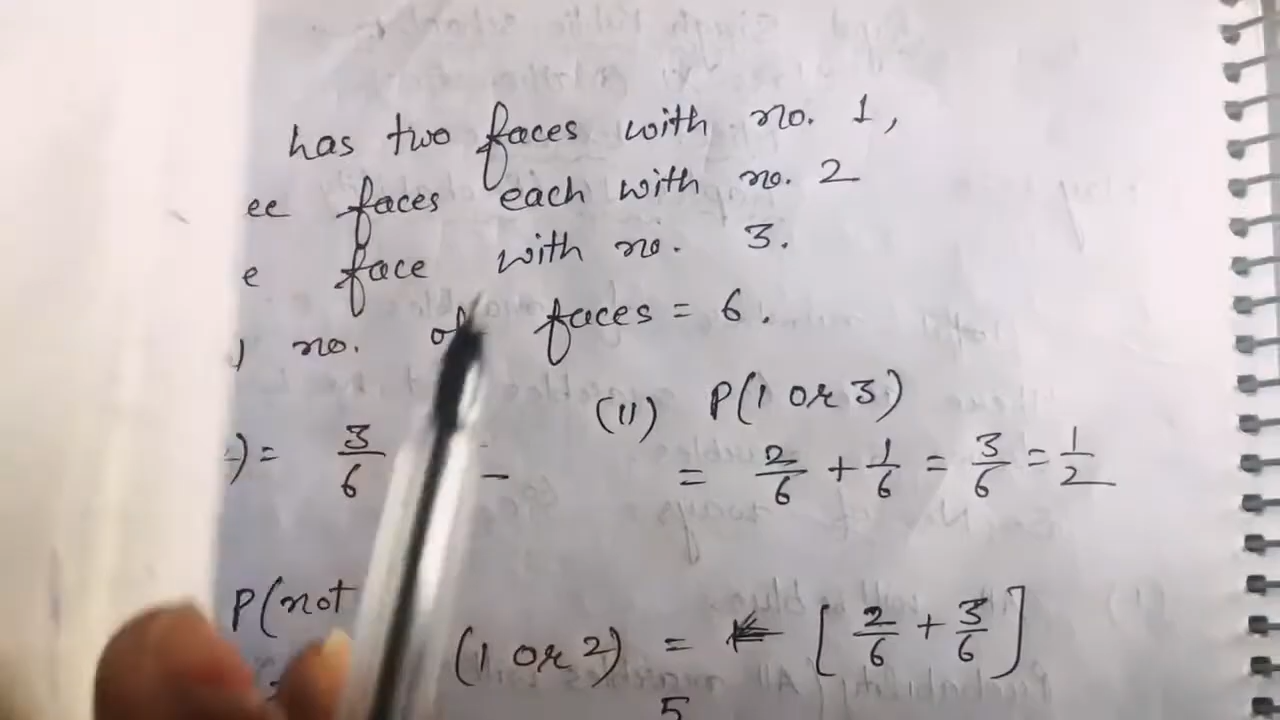 has two faces with no. 1,
ee faces each with no. 2
e face with no. 3.
no. of faces = 6.
(11) P(1 or 3)
) = 3/6
= 2/6 + 1/6 = 3/6 = 1/2
P(not
(1 or 2) = [2/6 + 3/6]
5